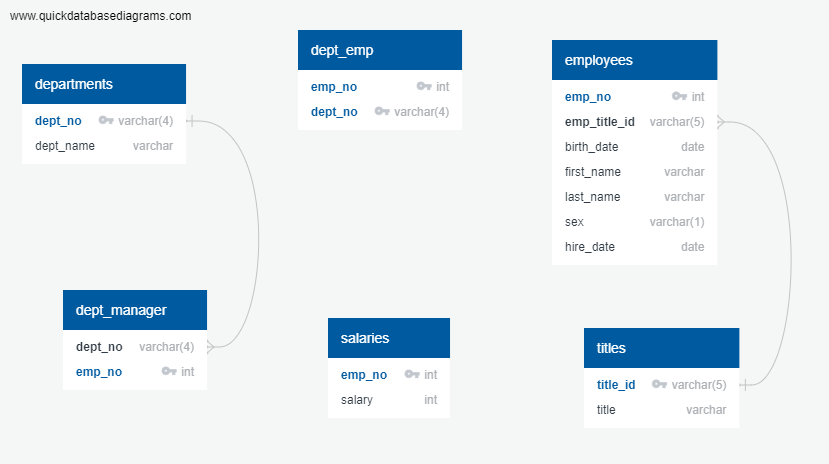 www.quickdatabasediagrams.com
departments
dept_no varchar(4)
dept_name varchar
dept_emp
emp_no int
dept_no varchar(4)
employees
emp_no int
emp_title_id varchar(5)
birth_date date
first_name varchar
last_name varchar
sex varchar(1)
hire_date date
dept_manager
dept_no varchar(4)
emp_no int
salaries
emp_no int
salary int
titles
title_id varchar(5)
title varchar